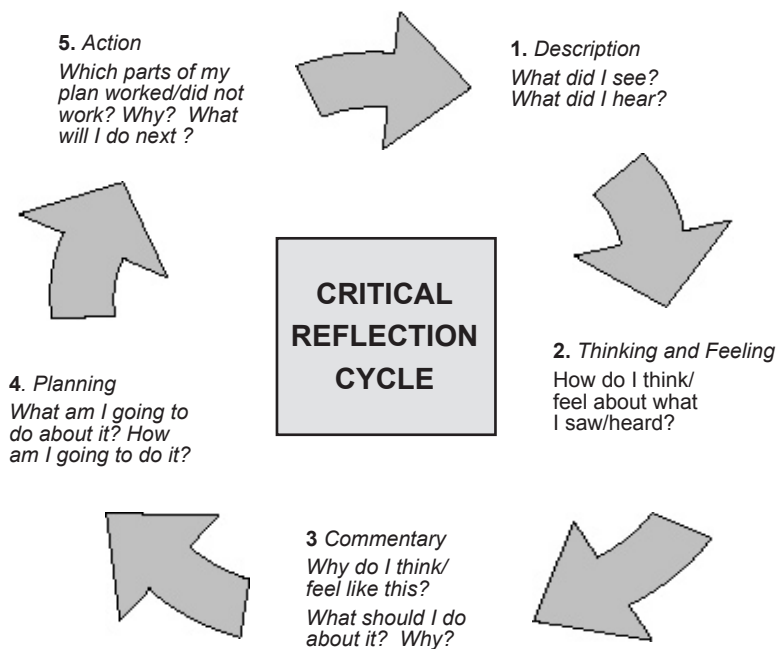 5. Action
Which parts of my
plan worked/did not
work? Why? What
will I do next ?
1. Description
What did I see?
What did I hear?
CRITICAL
REFLECTION
CYCLE
2. Thinking and Feeling
How do I think/
feel about what
I saw/heard?
4. Planning
What am I going to
do about it? How
am I going to do it?
3 Commentary
Why do I think/
feel like this?
What should I do
about it? Why?